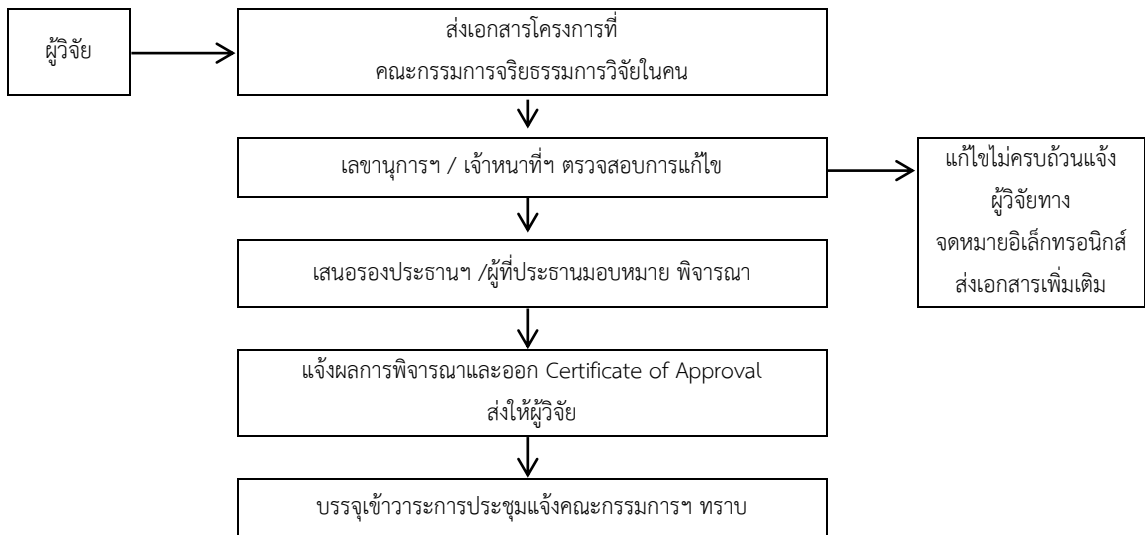 ผู้วิจัย
ส่งเอกสารโครงการที่
คณะกรรมการจริยธรรมการวิจัยในคน
เลขานุการฯ / เจ้าหนาที่ฯ ตรวจสอบการแก้ไข
แก้ไขไม่ครบถ้วนแจ้ง
ผู้วิจัยทาง
จดหมายอิเล็กทรอนิกส์
ส่งเอกสารเพิ่มเติม
เสนอรองประธานฯ /ผู้ที่ประธานมอบหมาย พิจารณา
แจ้งผลการพิจารณาและออก Certificate of Approval
ส่งให้ผู้วิจัย
บรรจุเข้าวาระการประชุมแจ้งคณะกรรมการฯ ทราบ